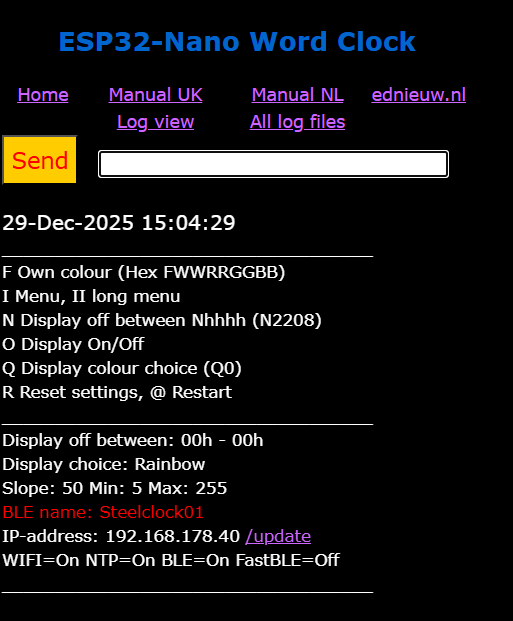 ESP32-Nano Word Clock
Home Manual UK Manual NL ednieuw.nl
Log view All log files
Send
29-Dec-2025 15:04:29
F Own colour (Hex FWWRRGGBB)
I Menu, II long menu
N Display off between Nhhhh (N2208)
O Display On/Off
Q Display colour choice (Q0)
R Reset settings, @ Restart
Display off between: 00h - 00h
Display choice: Rainbow
Slope: 50 Min: 5 Max: 255
BLE name: Steelclock01
IP-address: 192.168.178.40 /update
WIFI=On NTP=On BLE=On FastBLE=Off